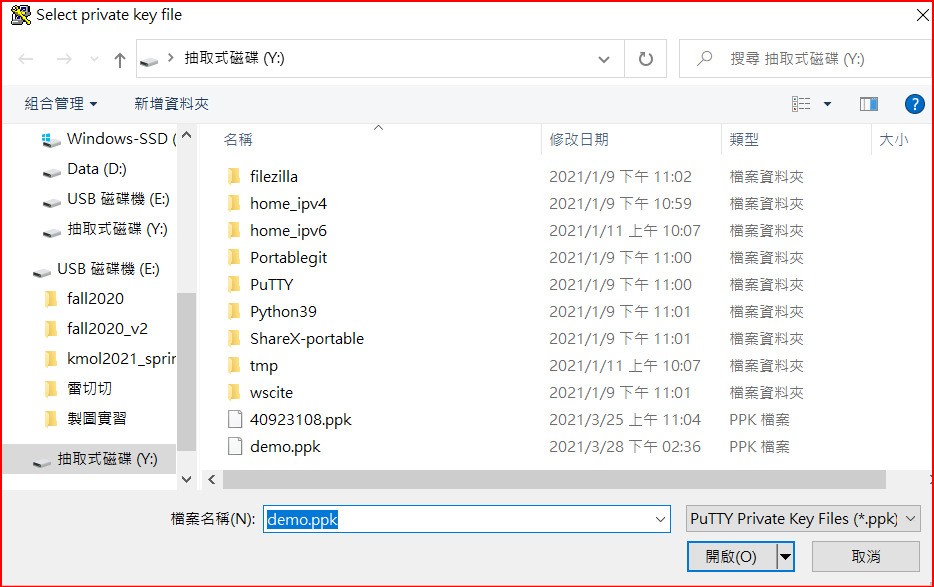 Select private key file
抽取式磁碟 (Y:)
搜尋 抽取式磁碟 (Y:)
組合管理
新增資料夾
?
Windows-SSD (
Data (D:)
USB 磁碟機 (E:)
抽取式磁碟 (Y:)
USB 磁碟機 (E:)
fall2020
fall2020_v2
kmol2021_sprin
雷切切
製圖實習
抽取式磁碟 (Y:)
名稱 修改日期 類型 大小
filezilla 2021/1/9 下午 11:02 檔案資料夾
home_ipv4 2021/1/9 下午 10:59 檔案資料夾
home_ipv6 2021/1/11 上午 10:07 檔案資料夾
Portablegit 2021/1/9 下午 11:00 檔案資料夾
PuTTY 2021/1/9 下午 11:00 檔案資料夾
Python39 2021/1/9 下午 11:01 檔案資料夾
ShareX-portable 2021/1/9 下午 11:01 檔案資料夾
tmp 2021/1/11 上午 10:07 檔案資料夾
wscite 2021/1/9 下午 11:01 檔案資料夾
40923108.ppk 2021/3/25 上午 11:04 PPK 檔案
demo.ppk 2021/3/28 下午 02:36 PPK 檔案
檔案名稱(N): demo.ppk PuTTY Private Key Files (*.ppk)
開啟(O) 取消